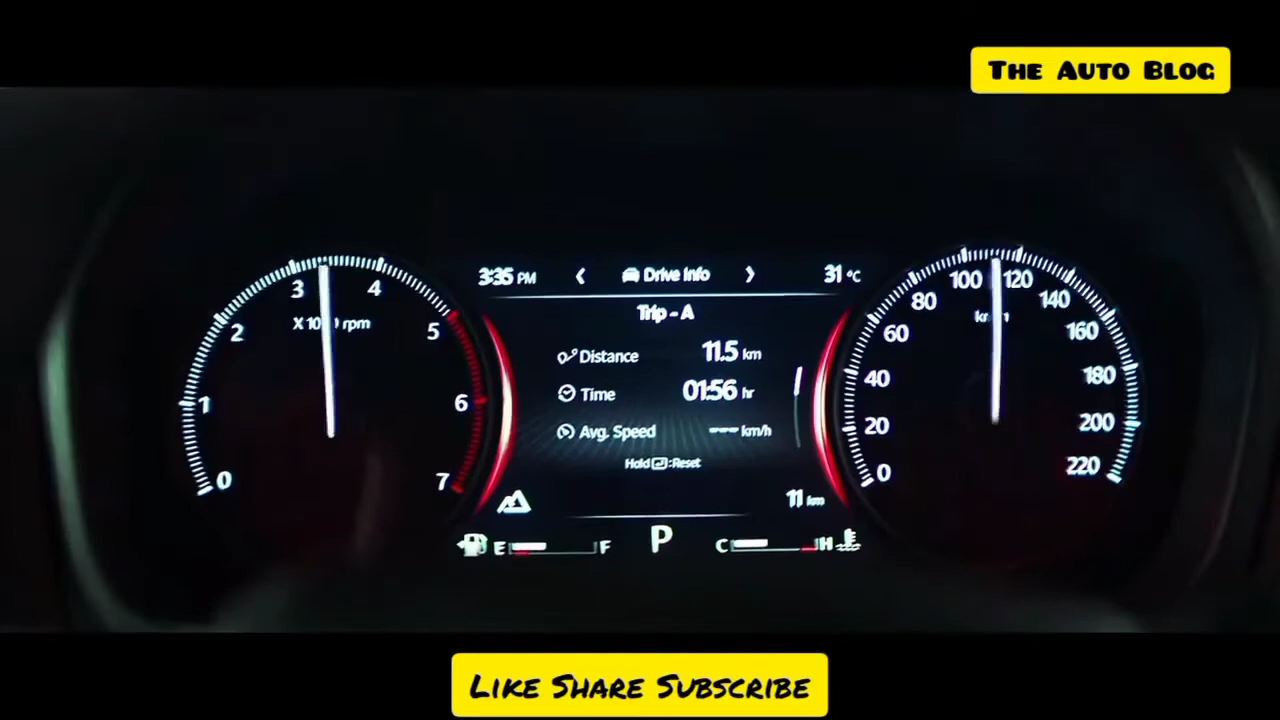 The Auto Blog
3:35 PM
Drive Info
31 °C
Trip - A
Distance 11.5 km
Time 01:56 hr
Avg. Speed ---- km/h
Hold :Reset
11 km
E F
P
C H
0 1 2 3 4 5 6 7
rpm
0 20 40 60 80 100 120 140 160 180 200 220
Like Share Subscribe